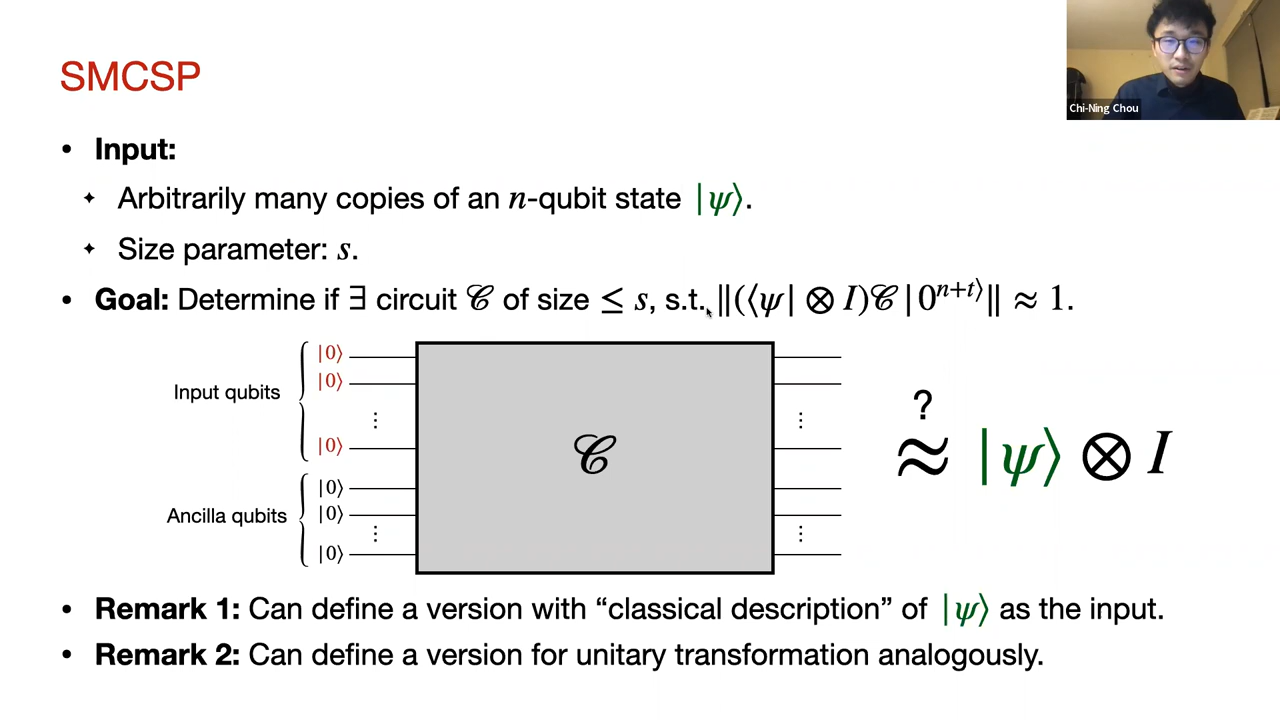 SMCSP
Chi-Ning Chou
• Input:
✦ Arbitrarily many copies of an n-qubit state |ψ⟩.
✦ Size parameter: s.
• Goal: Determine if ∃ circuit 𝒞 of size ≤ s, s.t. ‖(⟨ψ| ⊗ I)𝒞|0ⁿ⁺ᵗ⟩‖ ≈ 1.
Input qubits
|0⟩
|0⟩
⋮
|0⟩
Ancilla qubits
|0⟩
|0⟩
⋮
|0⟩
𝒞
⋮
⋮
?
≈ |ψ⟩ ⊗ I
• Remark 1: Can define a version with “classical description” of |ψ⟩ as the input.
• Remark 2: Can define a version for unitary transformation analogously.